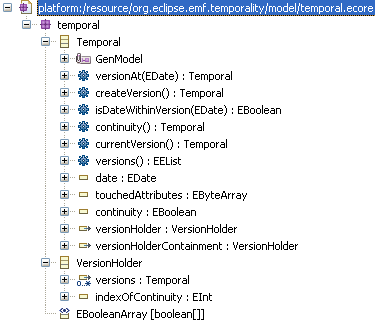 platform:/resource/org.eclipse.emf.temporality/model/temporal.ecore
temporal
Temporal
GenModel
versionAt(EDate) : Temporal
createVersion() : Temporal
isDateWithinVersion(EDate) : EBoolean
continuity() : Temporal
currentVersion() : Temporal
versions() : EEList
date : EDate
touchedAttributes : EByteArray
continuity : EBoolean
versionHolder : VersionHolder
versionHolderContainment : VersionHolder
VersionHolder
versions : Temporal
0..*
indexOfContinuity : EInt
EBooleanArray [boolean[]]